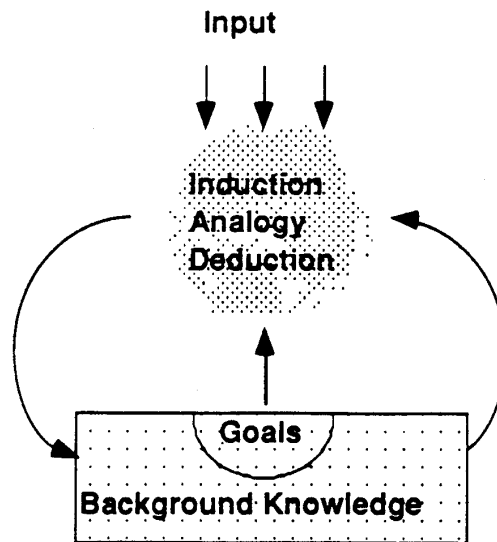 Input
Induction
Analogy
Deduction
Goals
Background Knowledge